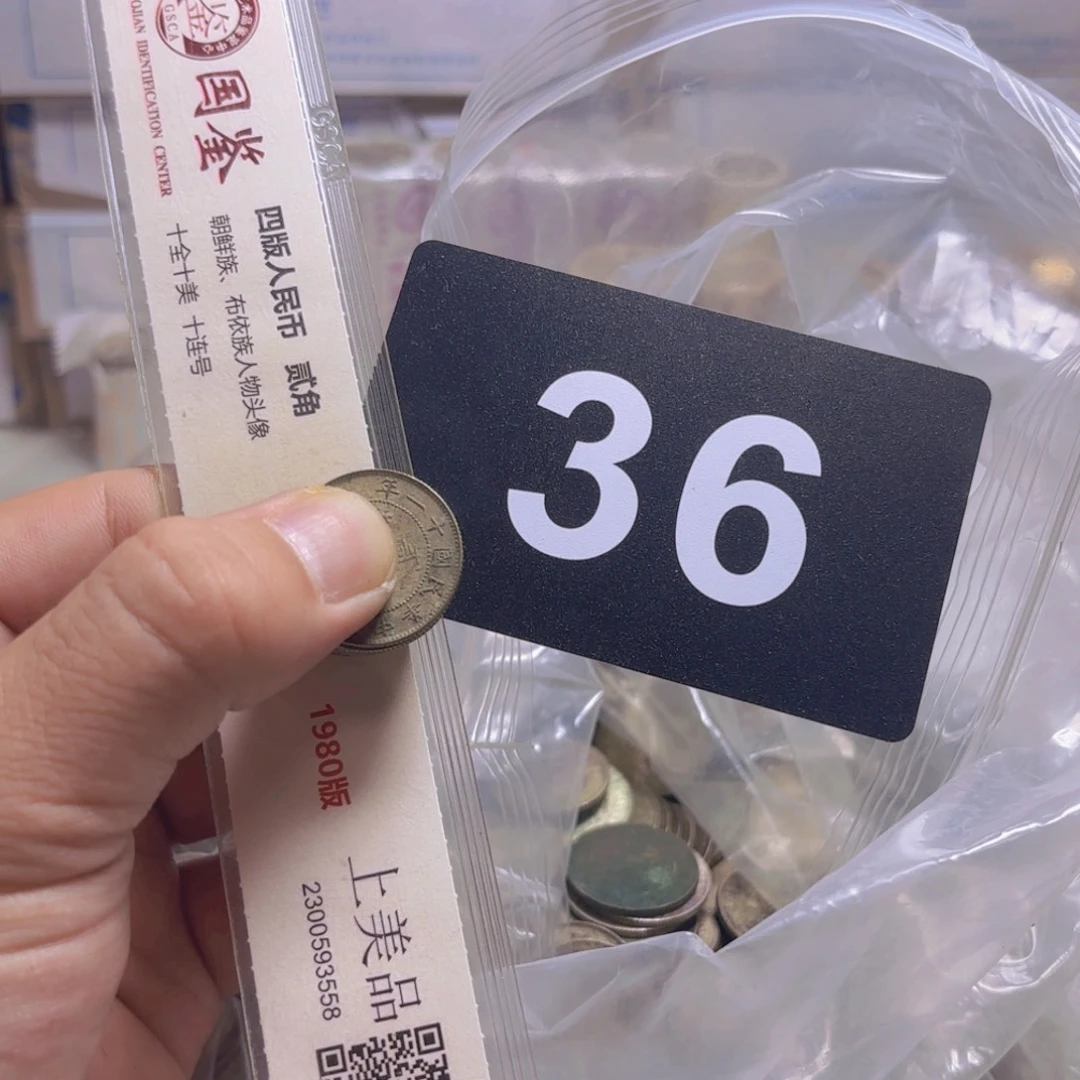 GSCA
国鉴
OJIAN IDENTIFICATION CENTER
四版人民币 贰角
朝鲜族、布依族人物头像
十全十美 十连号
GSCA
36
1980版
上美品
2300593558